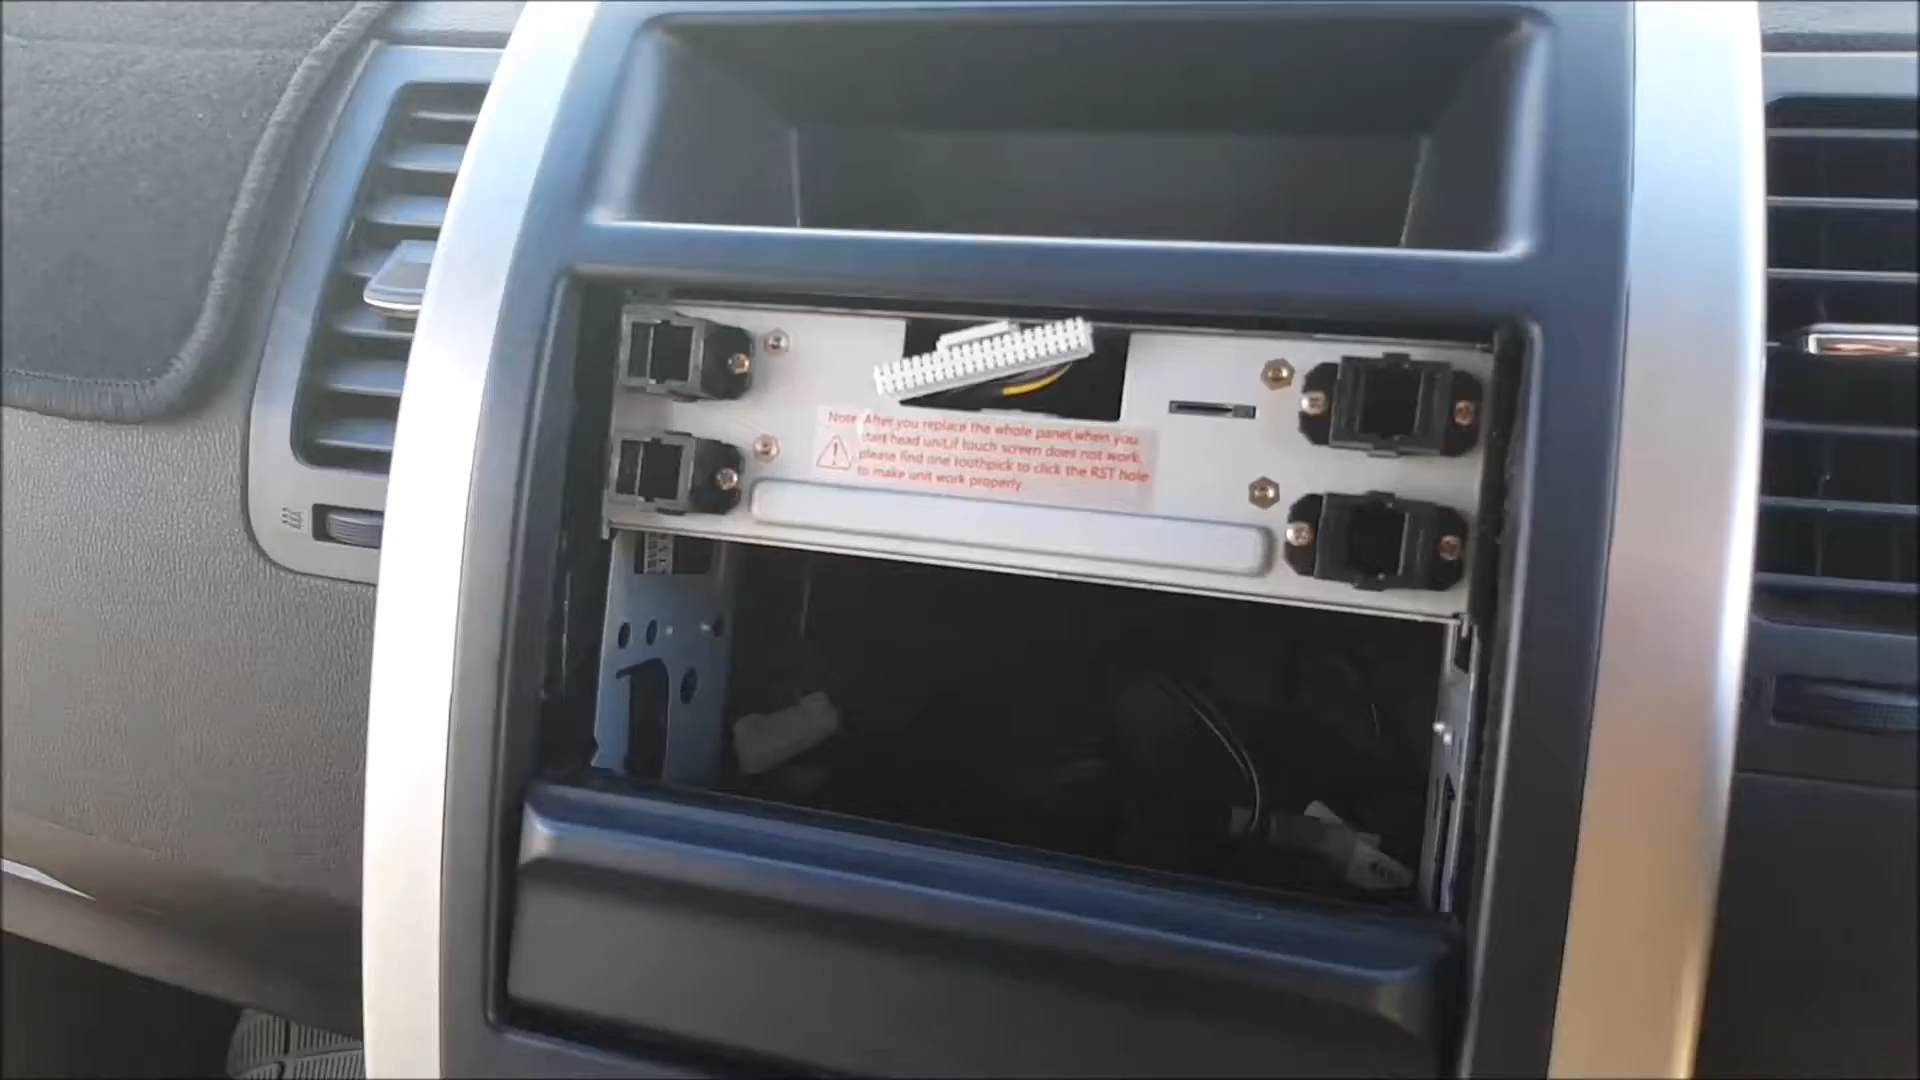 Note: After you replace the whole panel(when you
start head unit,if touch screen does not work,
please find one toothpick to click the RST hole
to make unit work properly.